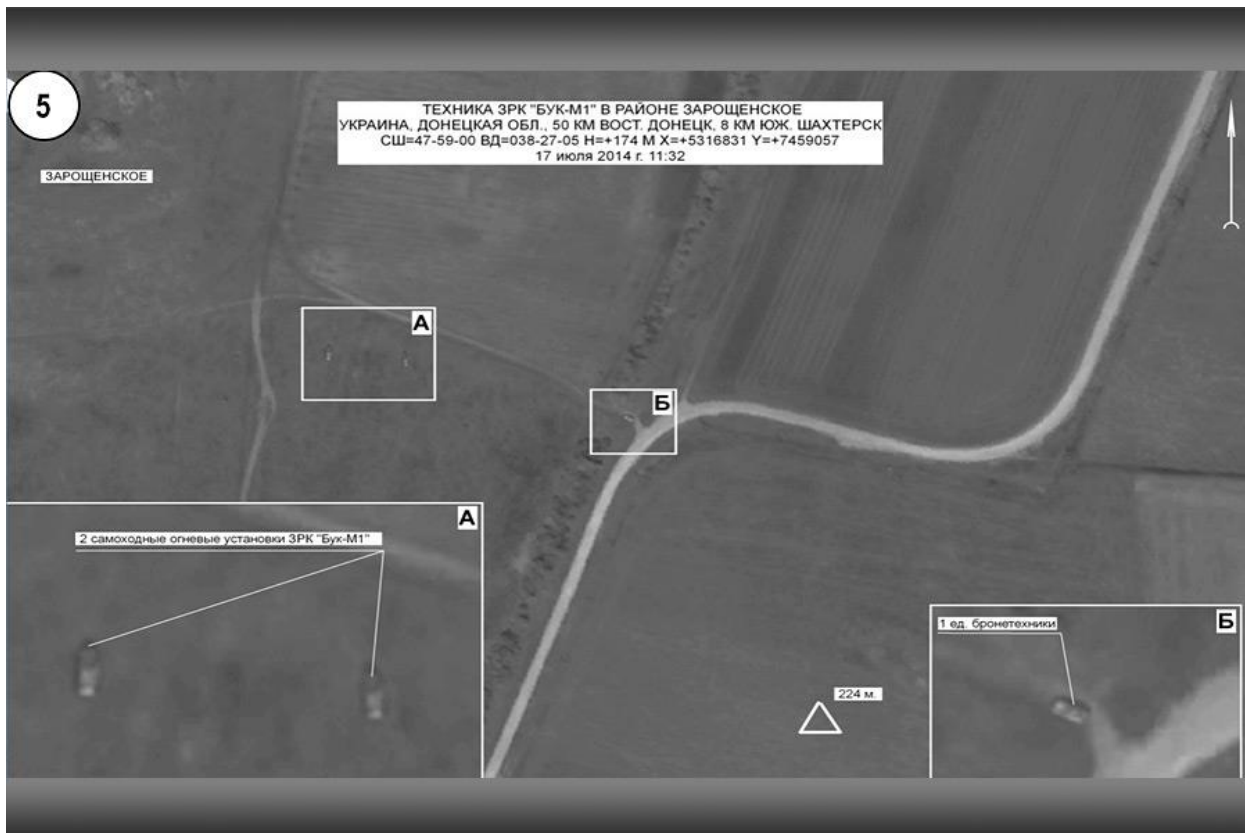 5
ТЕХНИКА ЗРК "БУК-М1" В РАЙОНЕ ЗАРОЩЕНСКОЕ
УКРАИНА, ДОНЕЦКАЯ ОБЛ., 50 КМ ВОСТ. ДОНЕЦК, 8 КМ ЮЖ. ШАХТЕРСК
СШ=47-59-00 ВД=038-27-05 Н=+174 М X=+5316831 Y=+7459057
17 июля 2014 г. 11:32
ЗАРОЩЕНСКОЕ
А
Б
А
2 самоходные огневые установки ЗРК "Бук-М1"
Б
1 ед. бронетехники
224 м.